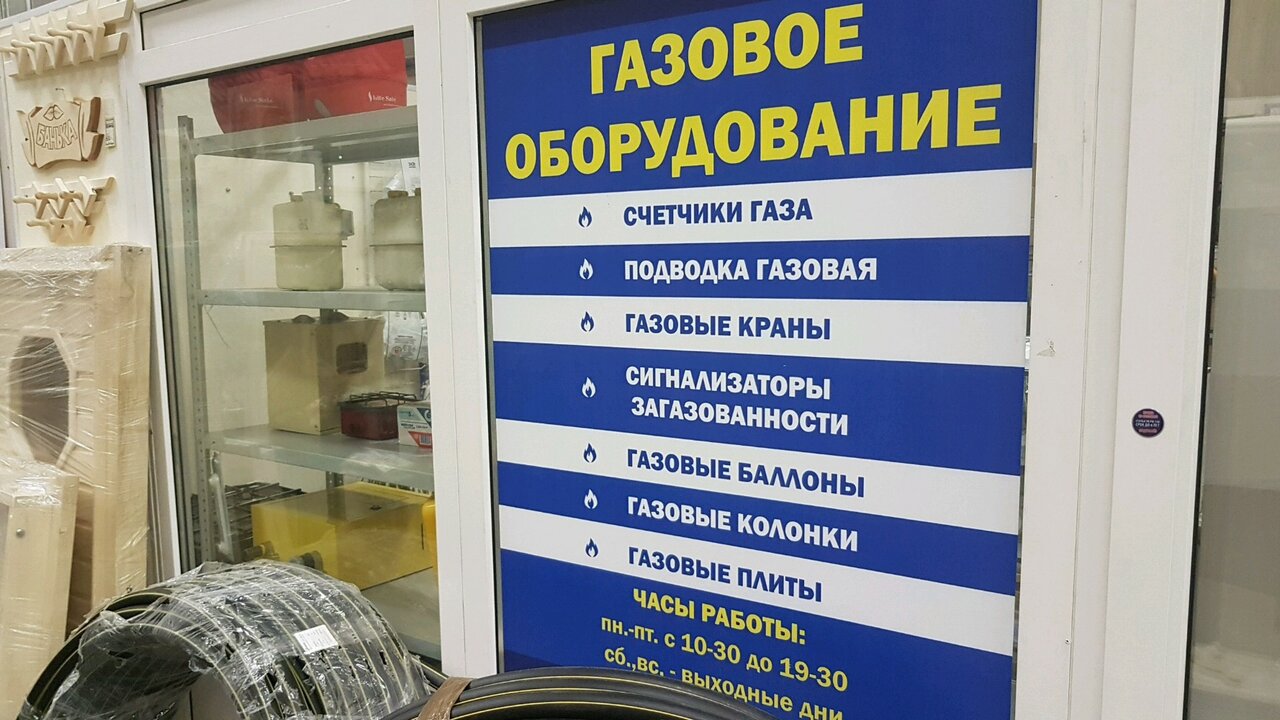 ГАЗОВОЕ
ОБОРУДОВАНИЕ
СЧЕТЧИКИ ГАЗА
ПОДВОДКА ГАЗОВАЯ
ГАЗОВЫЕ КРАНЫ
СИГНАЛИЗАТОРЫ
ЗАГАЗОВАННОСТИ
ГАЗОВЫЕ БАЛЛОНЫ
ГАЗОВЫЕ КОЛОНКИ
ГАЗОВЫЕ ПЛИТЫ
ЧАСЫ РАБОТЫ:
пн.-пт. с 10-30 до 19-30
сб.,вс. - выходные дни
БАНЬКА